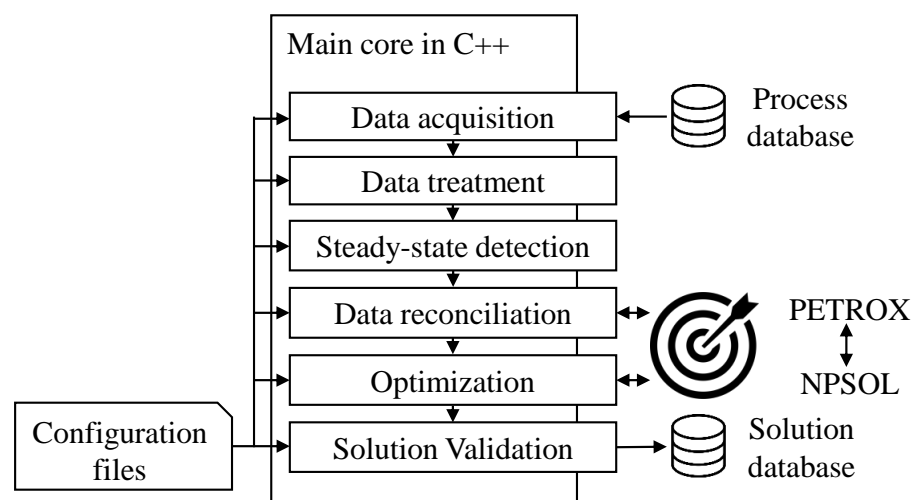 Main core in C++
Data acquisition
Process
database
Data treatment
Steady-state detection
Data reconciliation
PETROX
Optimization
NPSOL
Configuration
files
Solution Validation
Solution
database